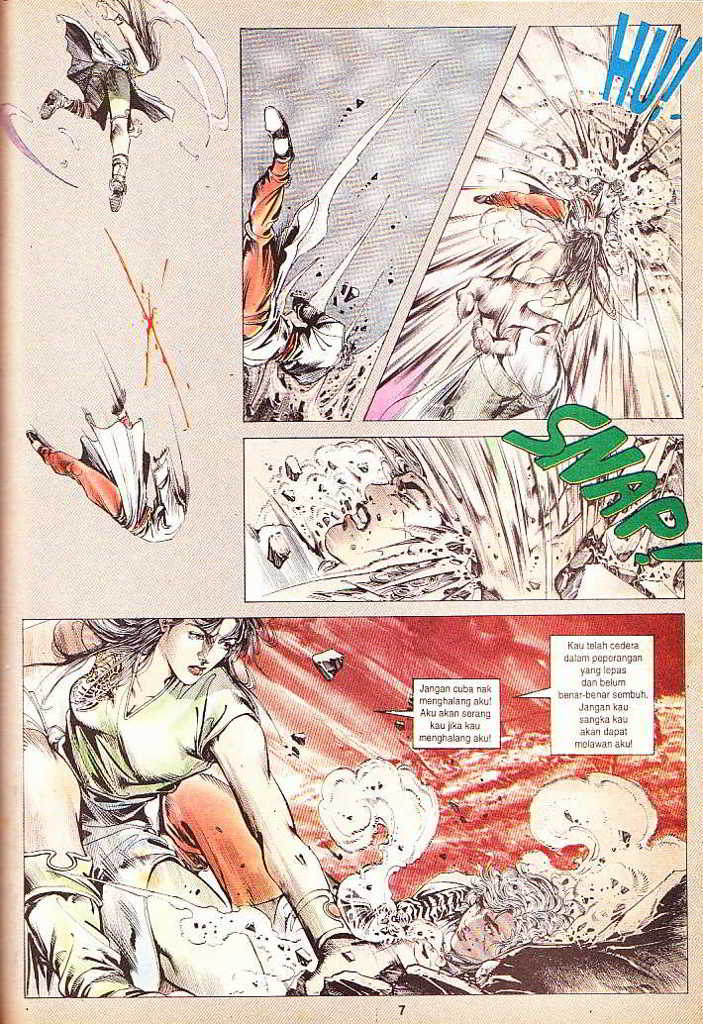 HU!!
SNAP!
Jangan cuba nak
menghalang aku!
Aku akan serang
kau jika kau
menghalang aku!
Kau telah cedera
dalam peperangan
yang lepas
dan belum
benar-benar sembuh.
Jangan kau
sangka kau
akan dapat
melawan aku!
7